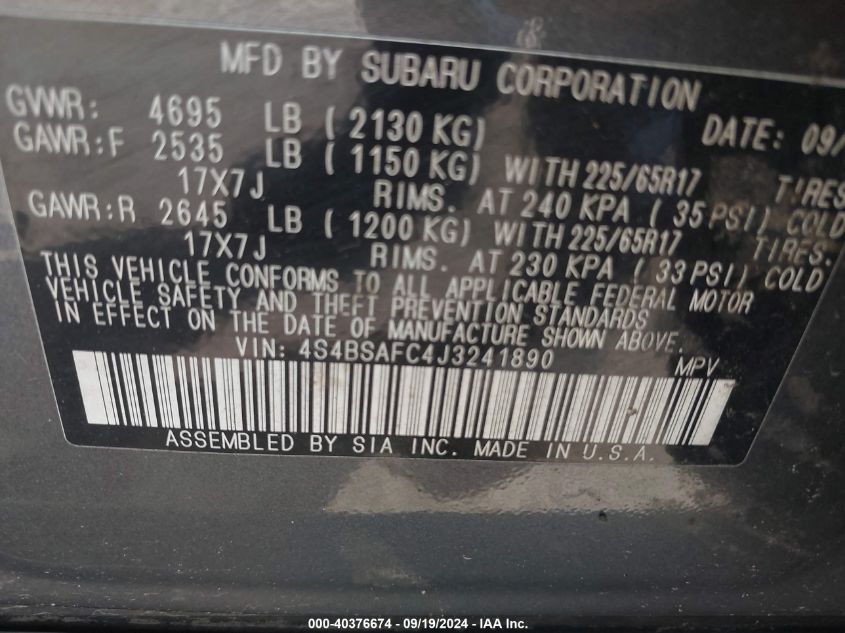 MFD BY SUBARU CORPORATION
GVWR: 4695 LB ( 2130 KG) DATE: 09/
GAWR:F 2535 LB ( 1150 KG) WITH 225/65R17 TIRES
17X7J RIMS. AT 240 KPA ( 35 PSI) COLD
GAWR:R 2645 LB ( 1200 KG) WITH 225/65R17 TIRES.
17X7J RIMS. AT 230 KPA ( 33 PSI) COLD
THIS VEHICLE CONFORMS TO ALL APPLICABLE FEDERAL MOTOR
VEHICLE SAFETY AND THEFT PREVENTION STANDARDS
IN EFFECT ON THE DATE OF MANUFACTURE SHOWN ABOVE.
VIN: 4S4BSAFC4J3241890 MPV
ASSEMBLED BY SIA INC. MADE IN U.S.A.
000-40376674 - 09/19/2024 - IAA Inc.